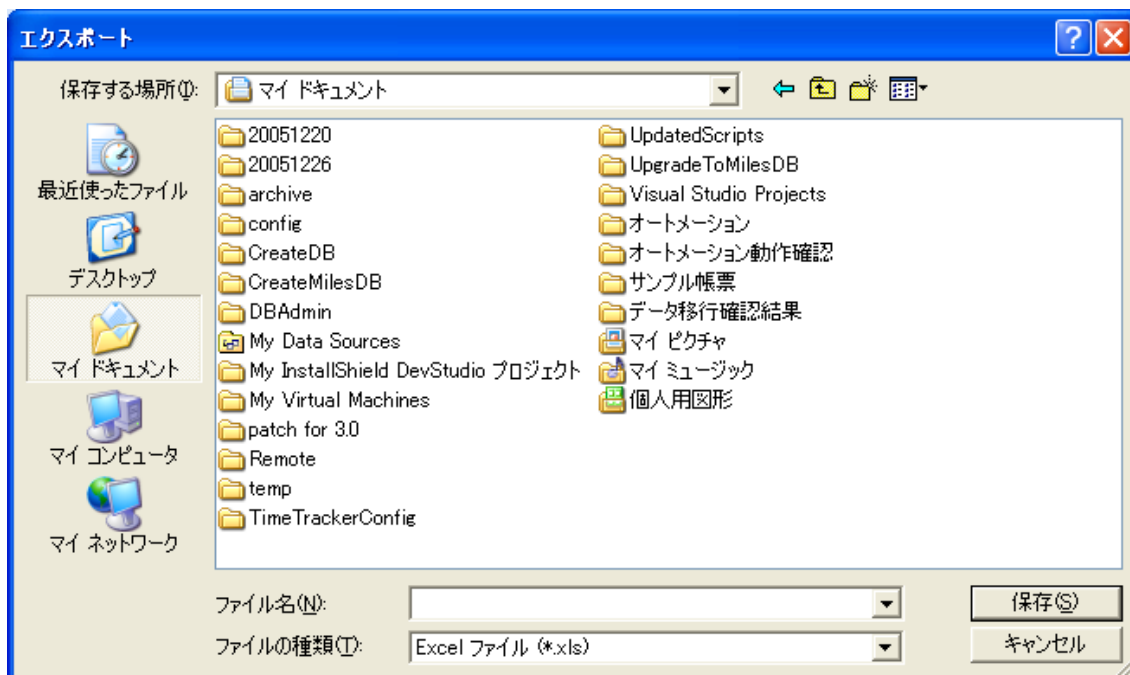 エクスポート
保存する場所(I):
マイ ドキュメント
最近使ったファイル
デスクトップ
マイ ドキュメント
マイ コンピュータ
マイ ネットワーク
20051220
20051226
archive
config
CreateDB
CreateMilesDB
DBAdmin
My Data Sources
My InstallShield DevStudio プロジェクト
My Virtual Machines
patch for 3.0
Remote
temp
TimeTrackerConfig
UpdatedScripts
UpgradeToMilesDB
Visual Studio Projects
オートメーション
オートメーション動作確認
サンプル帳票
データ移行確認結果
マイ ピクチャ
マイ ミュージック
個人用図形
ファイル名(N):
保存(S)
ファイルの種類(T):
Excel ファイル (*.xls)
キャンセル